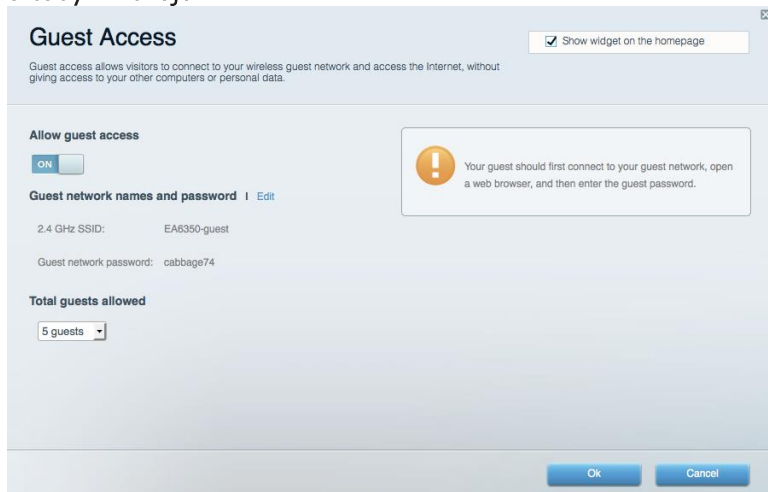 Guest Access
Show widget on the homepage
Guest access allows visitors to connect to your wireless guest network and access the Internet, without
giving access to your other computers or personal data.
Allow guest access
ON
Your guest should first connect to your guest network, open
a web browser, and then enter the guest password.
Guest network names and password | Edit
2.4 GHz SSID: EA6350-guest
Guest network password: cabbage74
Total guests allowed
5 guests
Ok Cancel